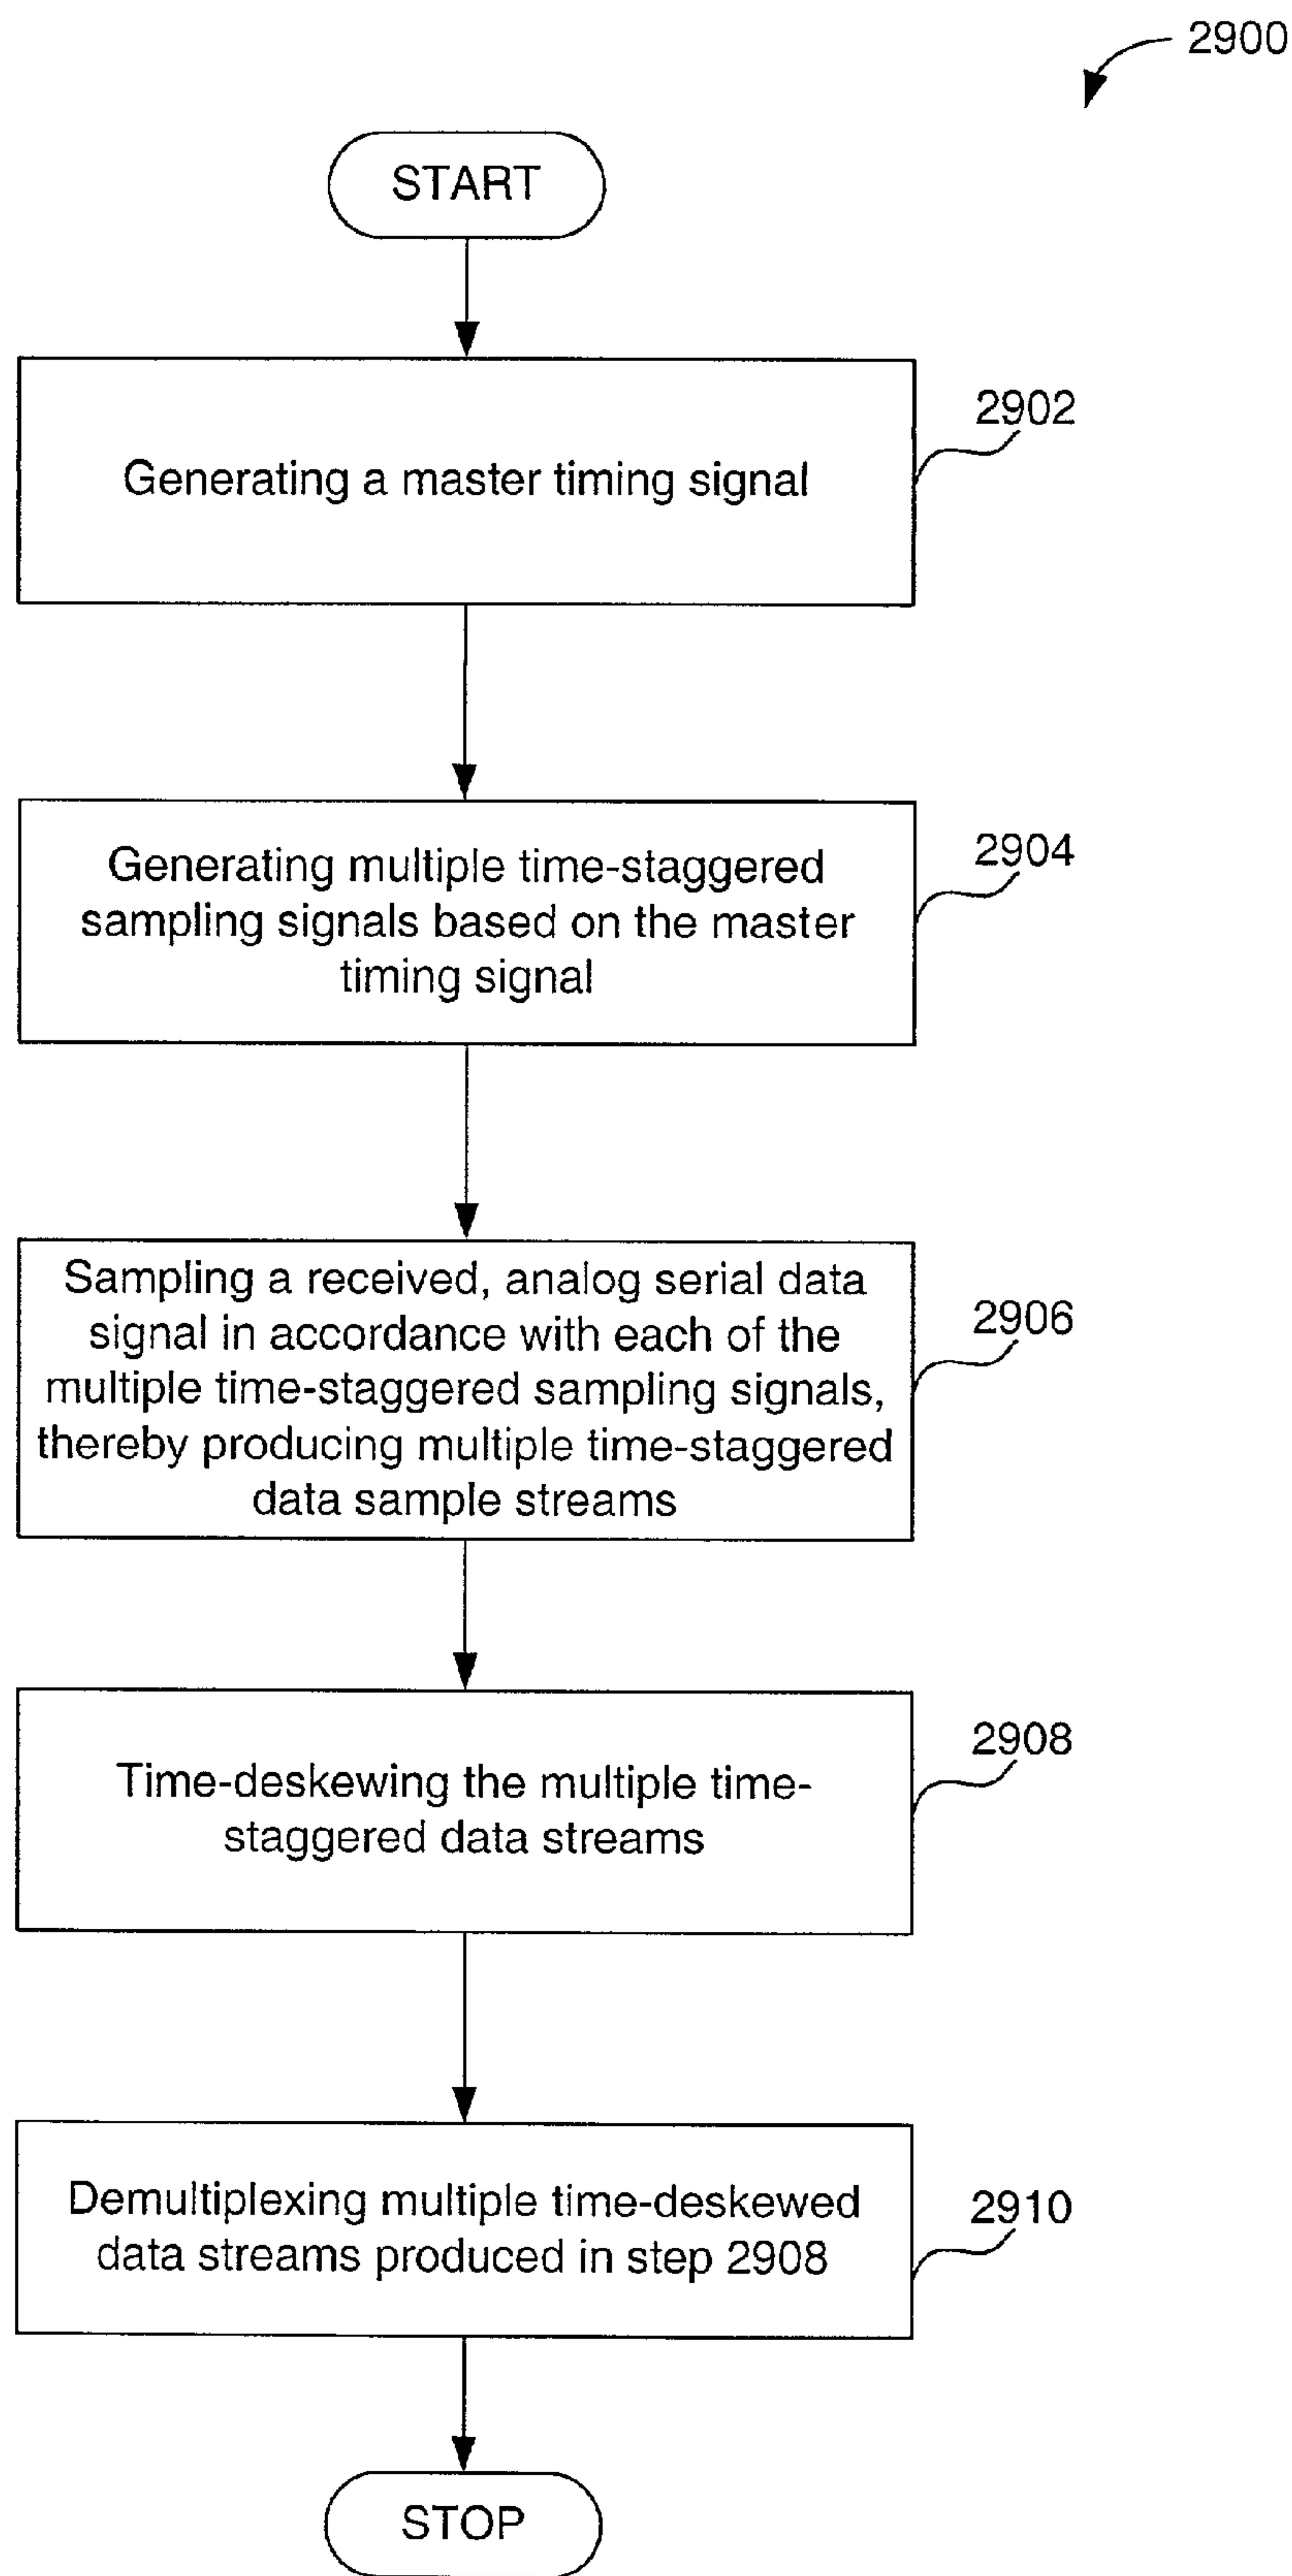 2900
START
Generating a master timing signal
2902
Generating multiple time-staggered
sampling signals based on the master
timing signal
2904
Sampling a received, analog serial data
signal in accordance with each of the
multiple time-staggered sampling signals,
thereby producing multiple time-staggered
data sample streams
2906
Time-deskewing the multiple time-
staggered data streams
2908
Demultiplexing multiple time-deskewed
data streams produced in step 2908
2910
STOP